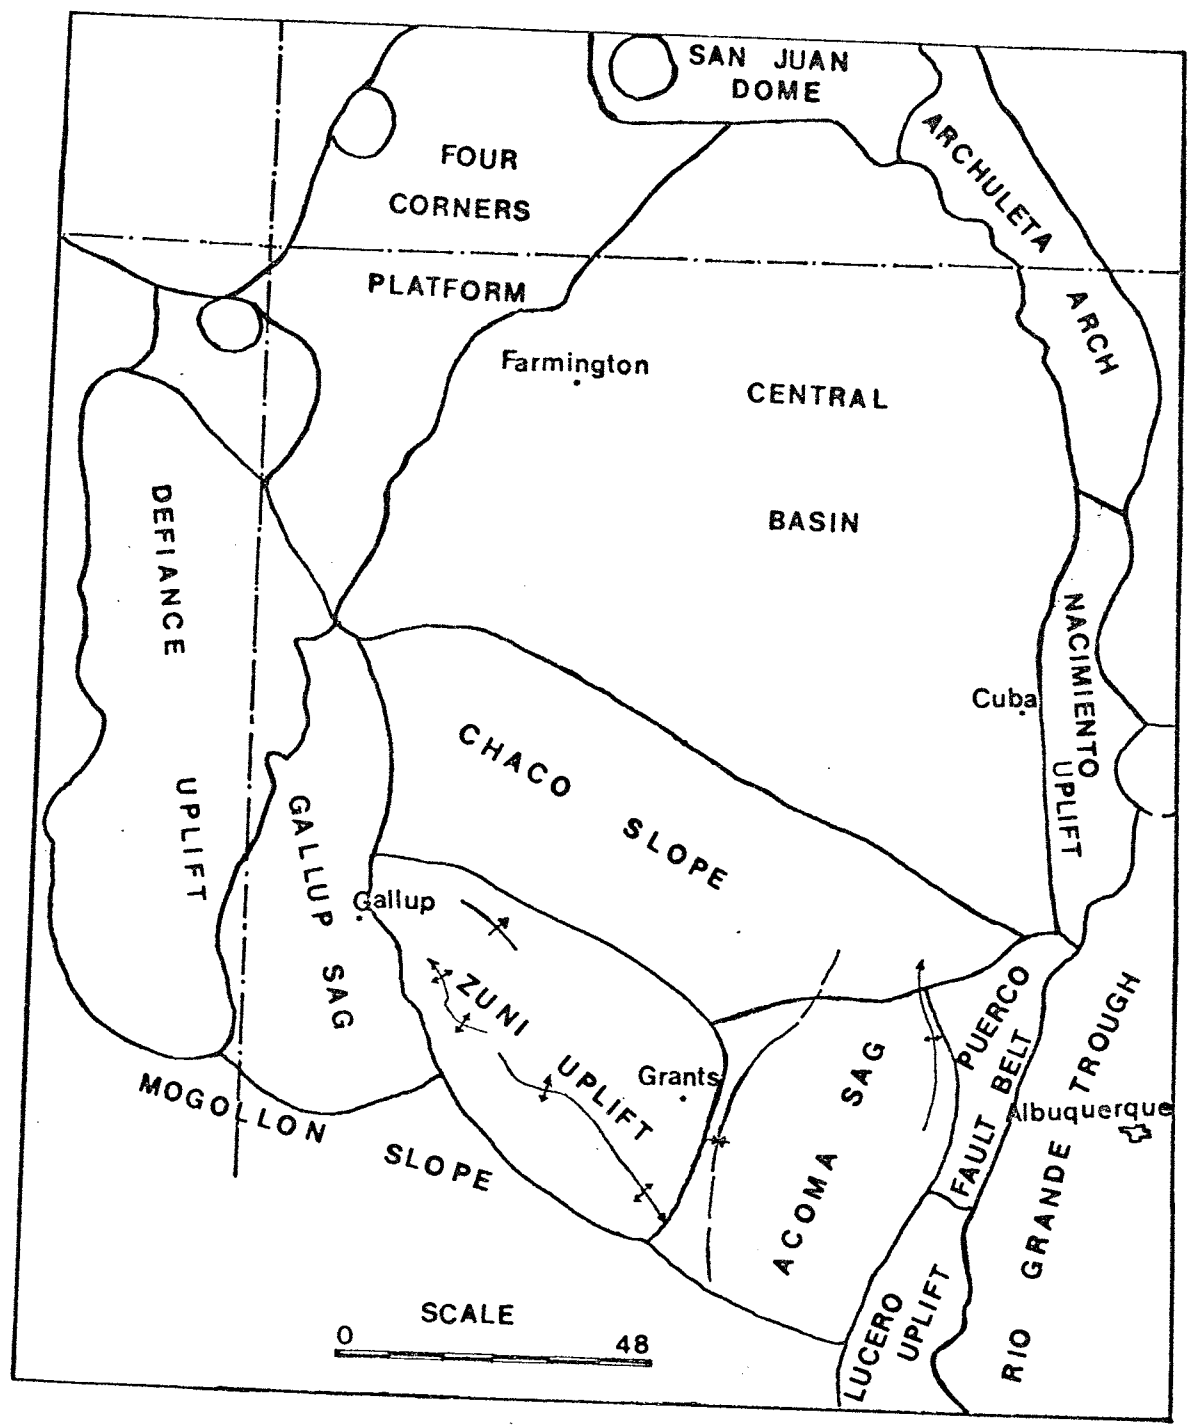 SAN JUAN
DOME
FOUR
CORNERS
PLATFORM
ARCHULETA
ARCH
Farmington
CENTRAL
BASIN
DEFIANCE
UPLIFT
NACIMIENTO
UPLIFT
Cuba
CHACO
SLOPE
GALLUP
SAG
Gallup
ZUNI
UPLIFT
Grants
ACOMA
SAG
PUERCO
FAULT BELT
Albuquerque
RIO GRANDE TROUGH
MOGOLLON
SLOPE
LUCERO
UPLIFT
SCALE
0 48